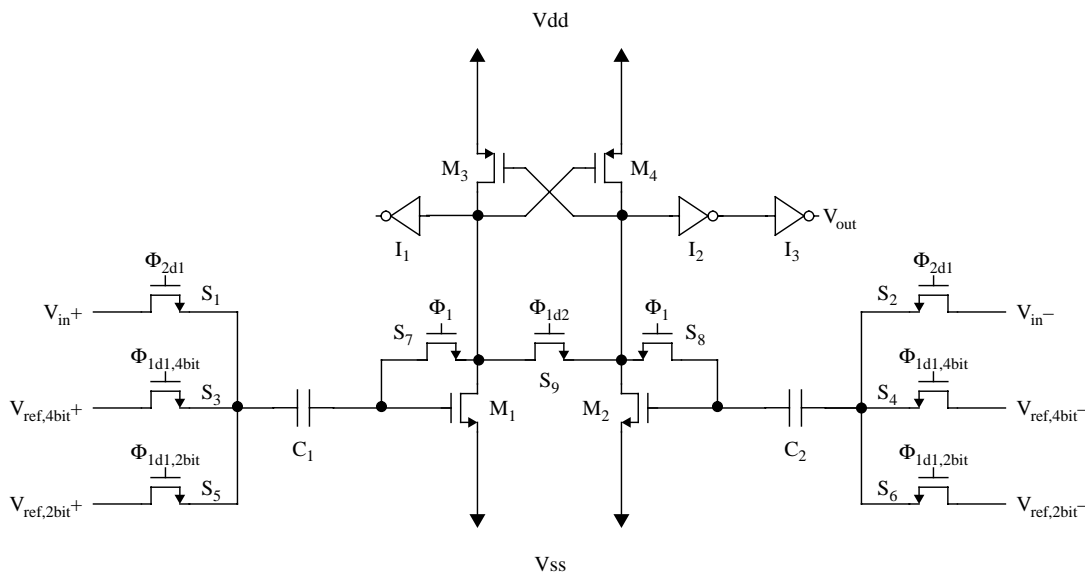 Vdd
M3
M4
I1
I2
I3
Vout
Φ2d1
S1
Vin+
Φ1d1,4bit
S3
Vref,4bit+
Φ1d1,2bit
S5
Vref,2bit+
C1
S7
Φ1
Φ1d2
S9
Φ1
S8
M1
M2
C2
Φ2d1
S2
Vin−
Φ1d1,4bit
S4
Vref,4bit−
Φ1d1,2bit
S6
Vref,2bit−
Vss